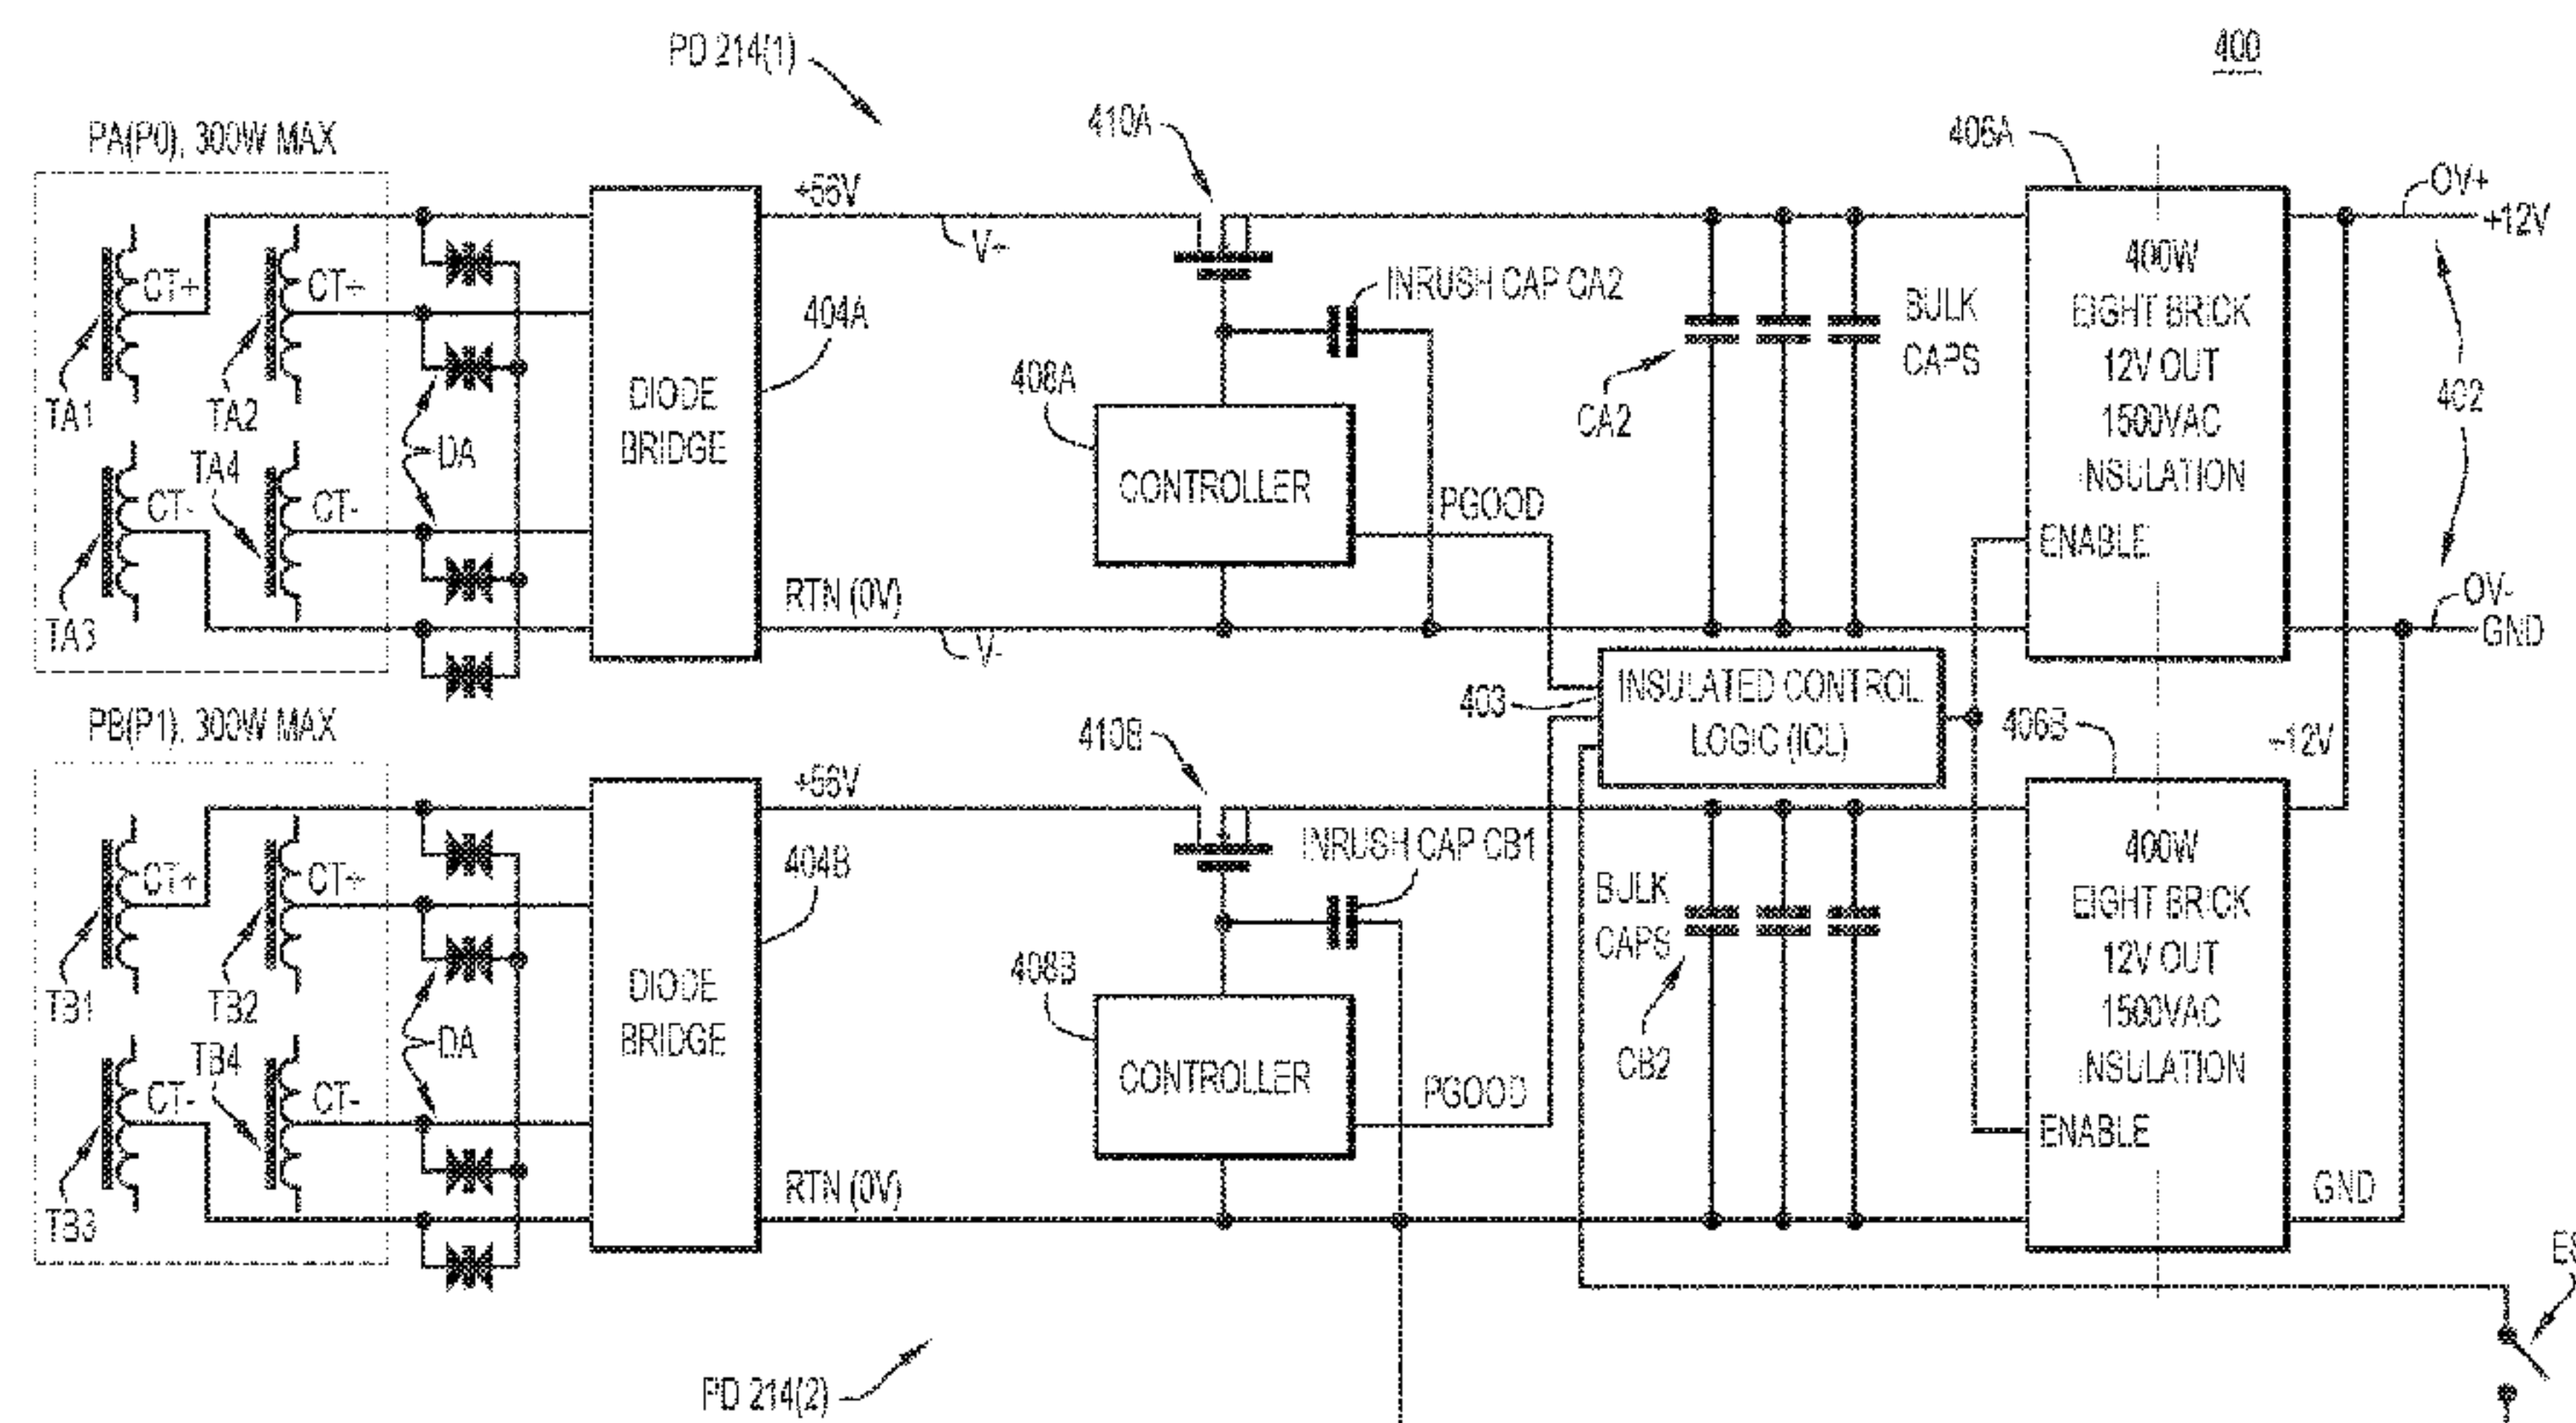 PD 214(1)
400
410A
406A
PA(P0), 300W MAX
+56V
OV+
+12V
V+
CT+
CT+
INRUSH CAP CA2
404A
BULK
CAPS
400W
EIGHT BRICK
12V OUT
1500VAC
INSULATION
402
408A
TA1
TA2
CA2
DIODE
BRIDGE
DA
TA4
CONTROLLER
PGOOD
CT-
CT-
ENABLE
RTN (0V)
OV-
GND
TA3
V-
403
INSULATED CONTROL
LOGIC (ICL)
PB(P1), 300W MAX
410B
406B
+12V
+56V
INRUSH CAP CB1
404B
CT+
CT+
BULK
CAPS
400W
EIGHT BRICK
12V OUT
1500VAC
INSULATION
408B
TB1
TB2
DIODE
BRIDGE
DA
TB4
CB2
CONTROLLER
PGOOD
CT-
CT-
ENABLE
RTN (0V)
GND
TB3
PD 214(2)